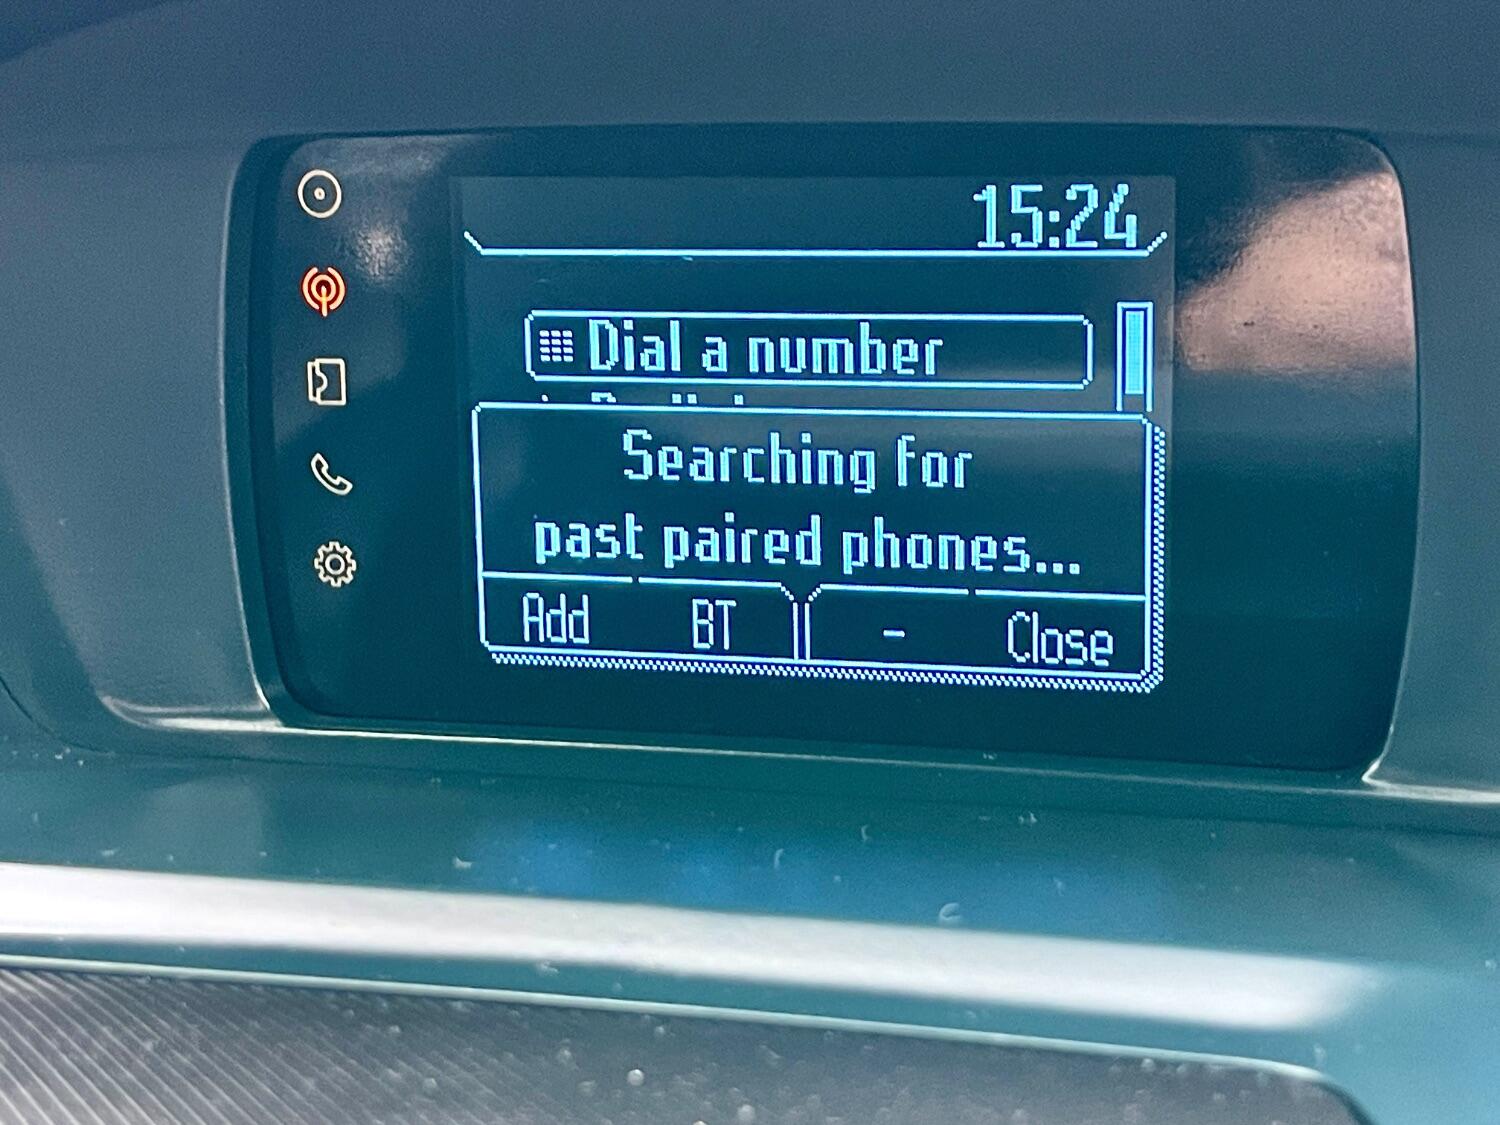 15:24
Dial a number
Searching for
past paired phones...
Add BT - Close